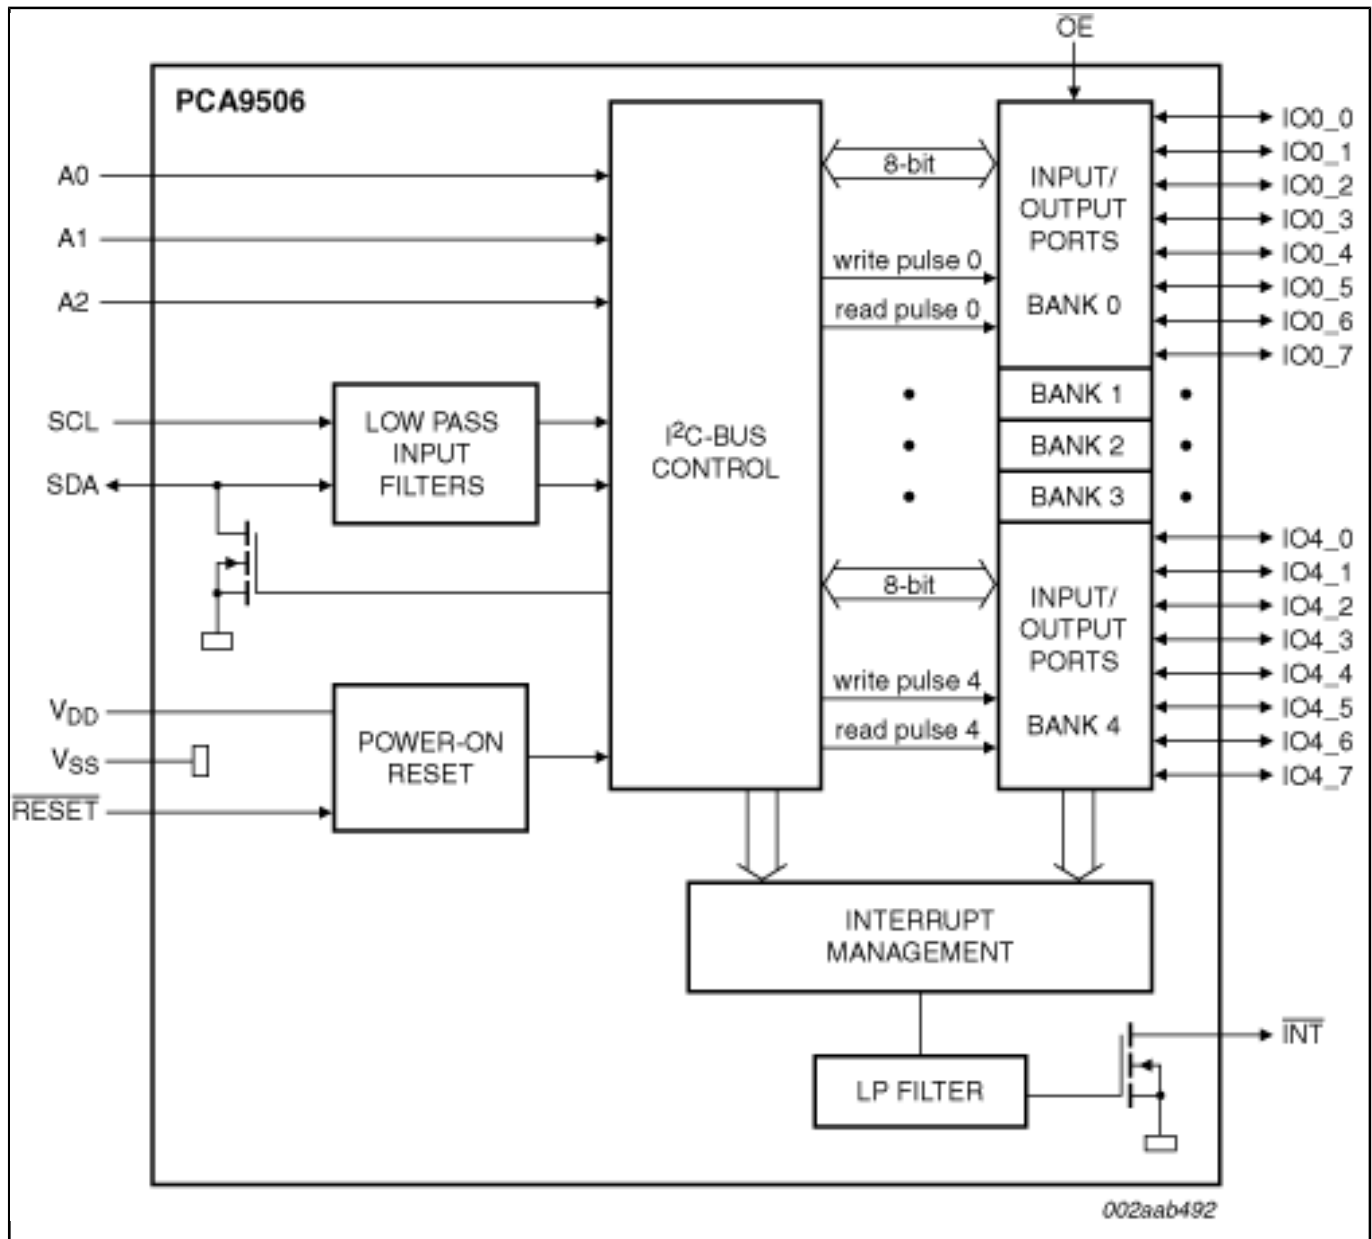 OE
PCA9506
A0
A1
A2
SCL
SDA
VDD
VSS
RESET
LOW PASS
INPUT
FILTERS
POWER-ON
RESET
I²C-BUS
CONTROL
8-bit
write pulse 0
read pulse 0
8-bit
write pulse 4
read pulse 4
INPUT/
OUTPUT
PORTS
BANK 0
BANK 1
BANK 2
BANK 3
INPUT/
OUTPUT
PORTS
BANK 4
IO0_0
IO0_1
IO0_2
IO0_3
IO0_4
IO0_5
IO0_6
IO0_7
IO4_0
IO4_1
IO4_2
IO4_3
IO4_4
IO4_5
IO4_6
IO4_7
INTERRUPT
MANAGEMENT
LP FILTER
INT
002aab492